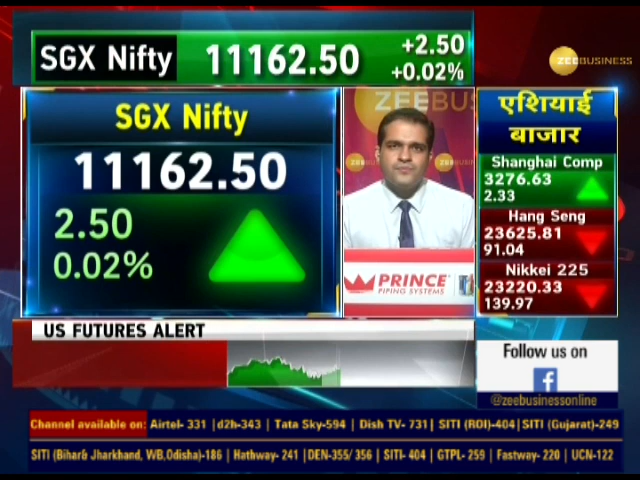 SGX Nifty 11162.50 +2.50
+0.02%
ZEEBUSINESS
SGX Nifty
11162.50
2.50
0.02%
ZEEBUS
ZEEBUSINESS
PRINCE
PIPING SYSTEMS
एशियाई
बाजार
Shanghai Comp
3276.63
2.33
Hang Seng
23625.81
91.04
Nikkei 225
23220.33
139.97
US FUTURES ALERT
Follow us on
f
@zeebusinessonline
Channel available on: Airtel- 331 |d2h-343 | Tata Sky-594 | Dish TV- 731| SITI (ROI)-404|SITI (Gujarat)-249
SITI (Bihar& Jharkhand, WB,Odisha)-186 | Hathway- 241 |DEN-355/ 356 | SITI- 404 | GTPL- 259 | Fastway- 220 | UCN-122